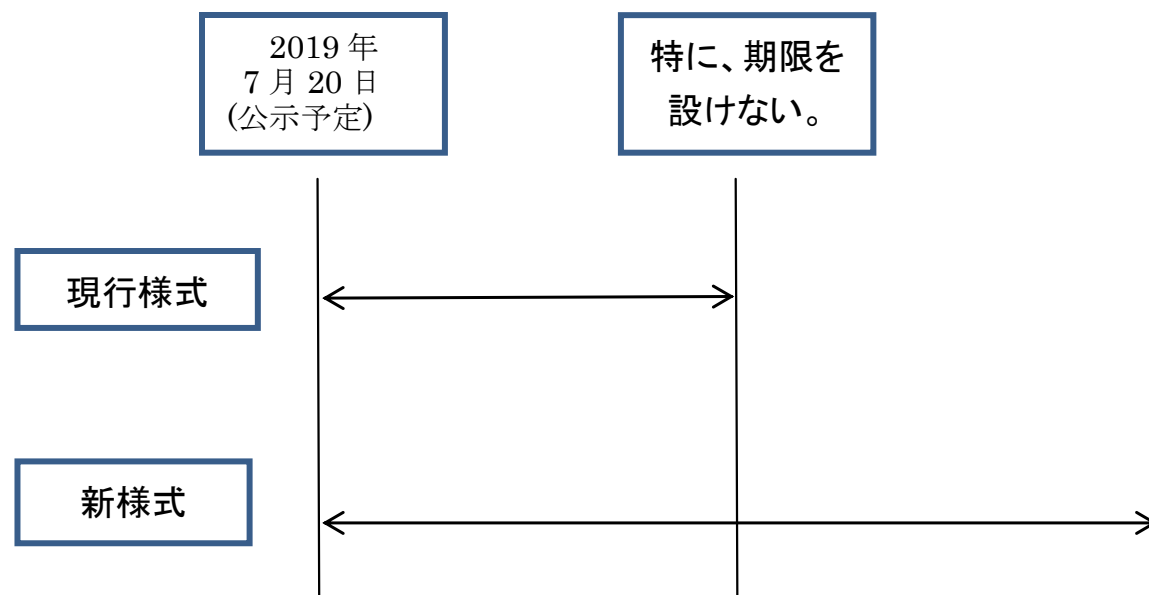 2019 年
7 月 20 日
(公示予定)
特に、期限を
設けない。
現行様式
新様式